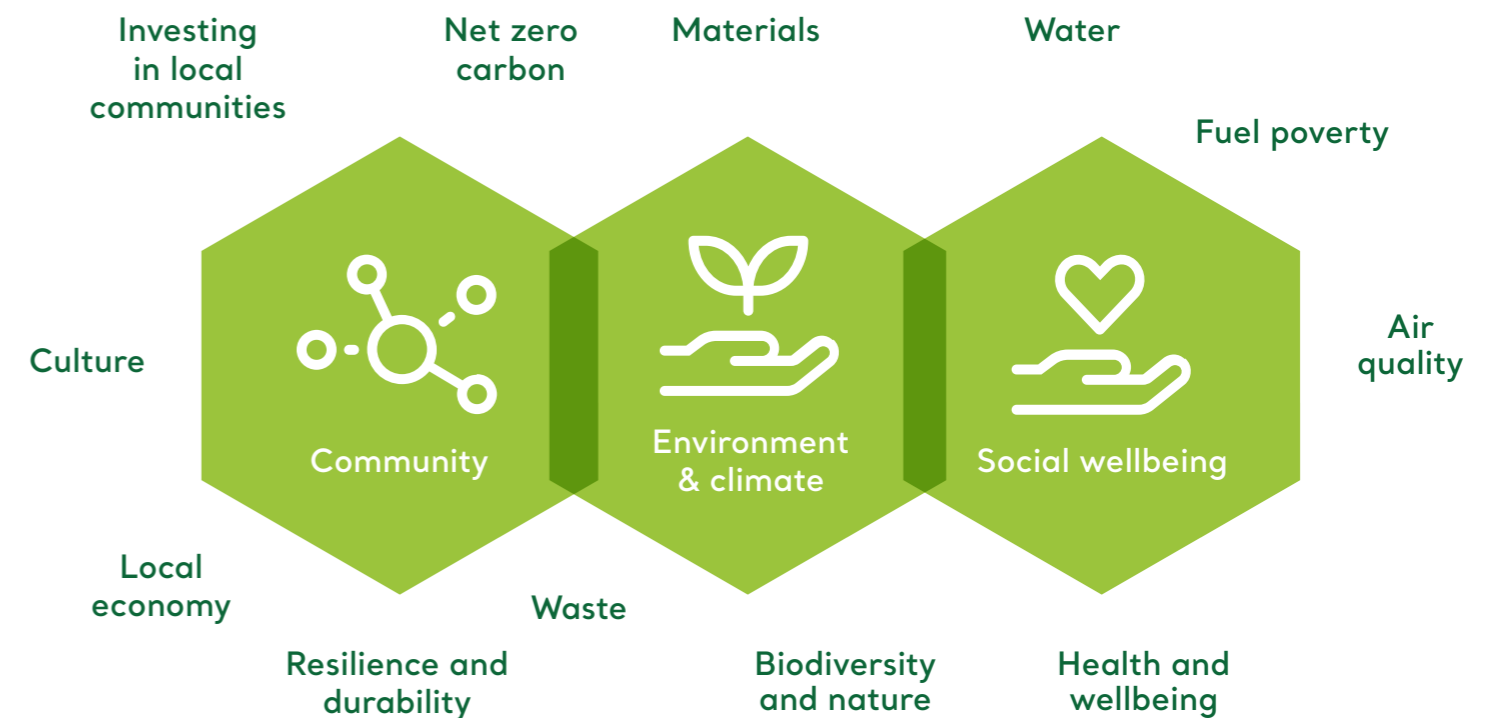 Investing
in local
communities
Net zero
carbon
Materials
Water
Fuel poverty
Culture
Air
quality
Community
Environment
& climate
Social wellbeing
Local
economy
Waste
Resilience and
durability
Biodiversity
and nature
Health and
wellbeing